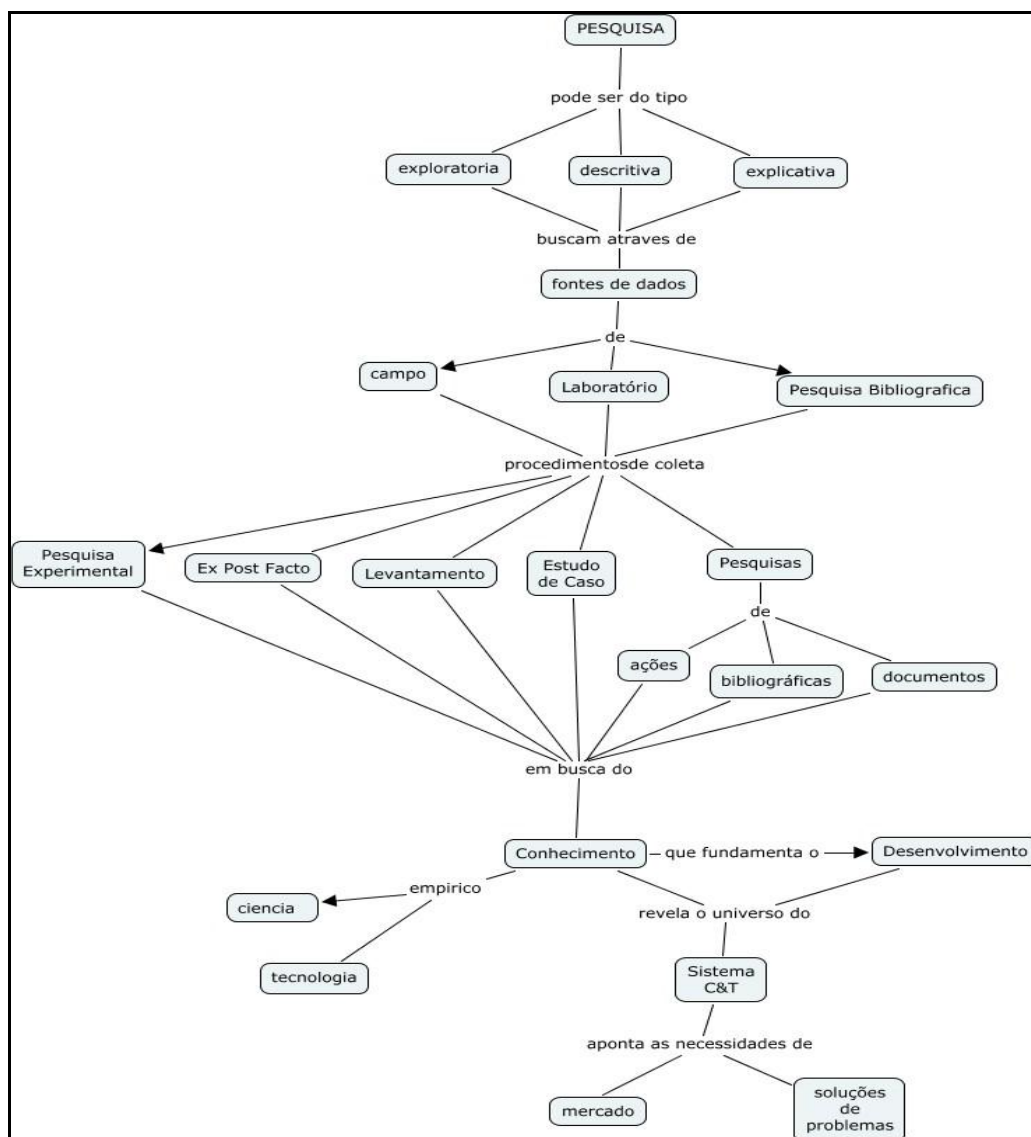 PESQUISA
pode ser do tipo
exploratoria
descritiva
explicativa
buscam atraves de
fontes de dados
de
campo
Laboratório
Pesquisa Bibliografica
procedimentosde coleta
Pesquisa
Experimental
Ex Post Facto
Levantamento
Estudo
de Caso
Pesquisas
de
ações
bibliográficas
documentos
em busca do
Conhecimento
que fundamenta o
Desenvolvimento
empirico
ciencia
revela o universo do
tecnologia
Sistema
C&T
aponta as necessidades de
mercado
soluções
de
problemas